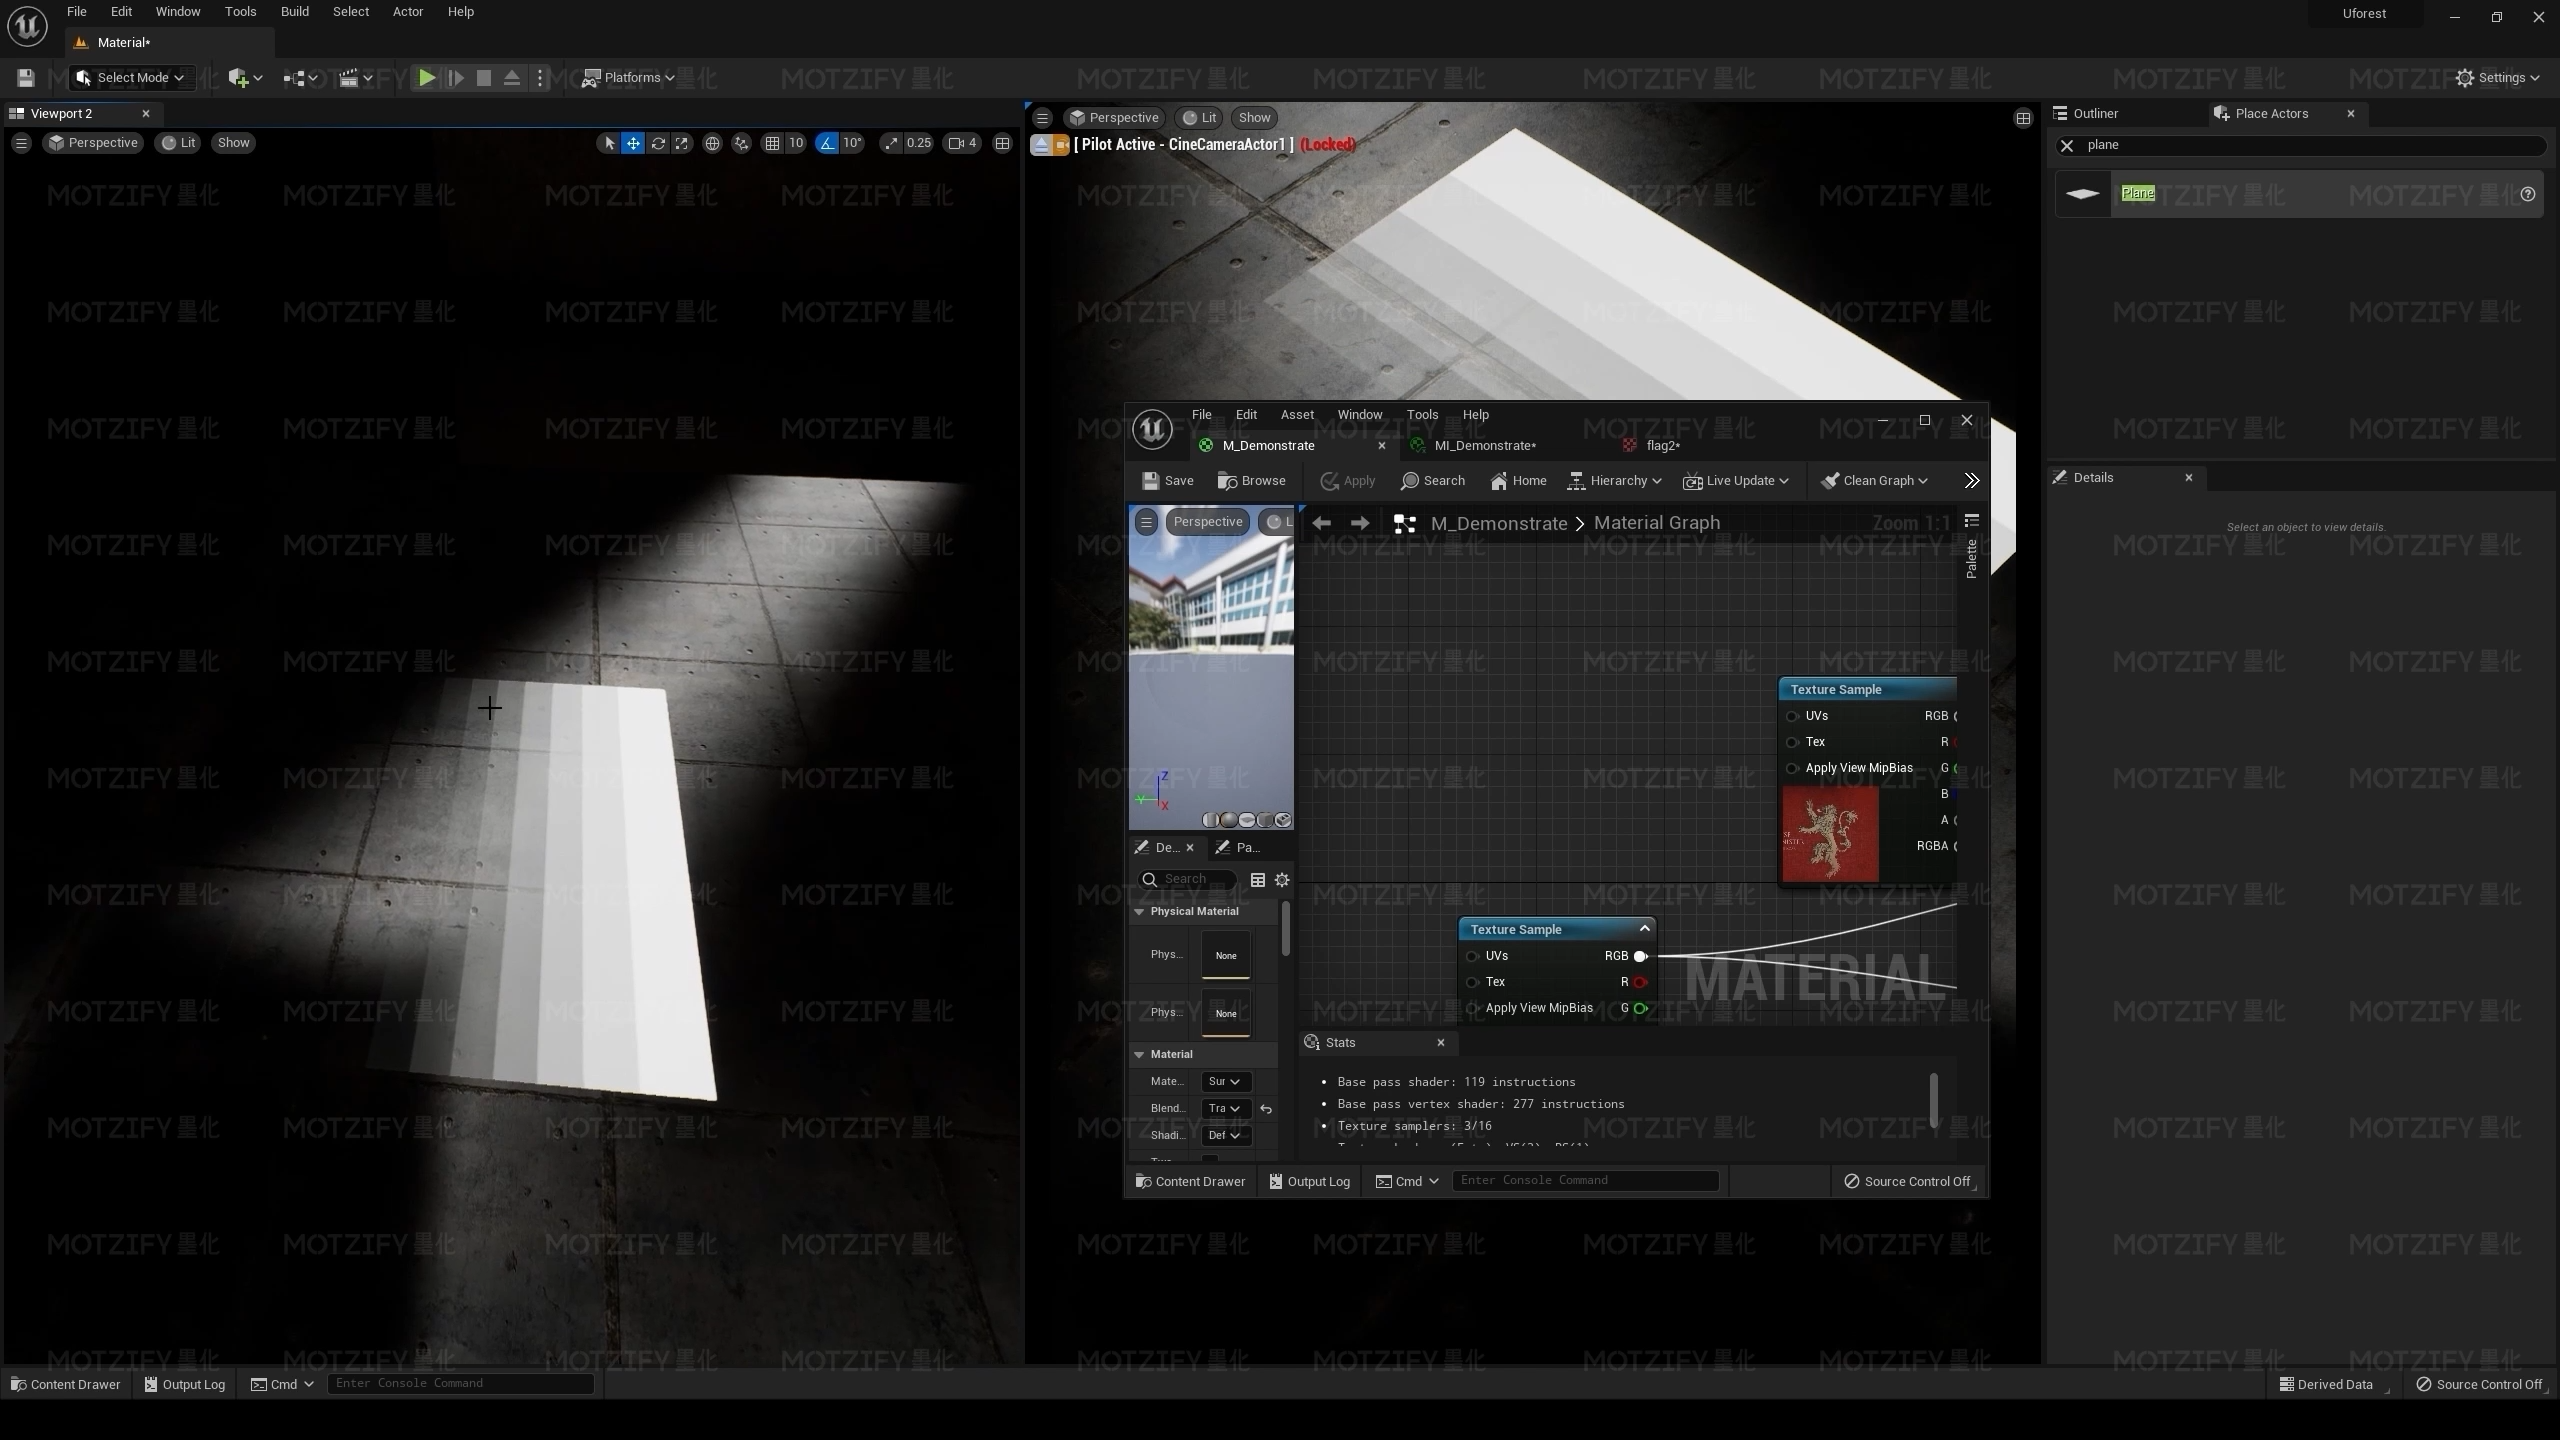 File Edit Window Tools Build Select Actor Help
Uforest
Material*
Select Mode
Platforms
Settings
Viewport 2
Perspective Lit Show
10 10° 0.25 4
Perspective Lit Show
[ Pilot Active - CineCameraActor1 ] (Locked)
Outliner
Place Actors
plane
Plane
Details
Select an object to view details.
File Edit Asset Window Tools Help
M_Demonstrate
MI_Demonstrate*
flag2*
Save Browse Apply Search Home Hierarchy Live Update Clean Graph
Perspective L
M_Demonstrate > Material Graph
Zoom 1:1
Palette
Z
Y
X
Texture Sample
UVs RGB
Tex R
Apply View MipBias G
B
A
RGBA
De... Pa...
Search
Physical Material
Phys... None
Phys... None
Material
Mate... Sur
Blend... Tra
Shadi... Def
Texture Sample
UVs RGB
Tex R
Apply View MipBias G
MATERIAL
Stats
• Base pass shader: 119 instructions
• Base pass vertex shader: 277 instructions
• Texture samplers: 3/16
Content Drawer Output Log Cmd Enter Console Command Source Control Off
Content Drawer Output Log Cmd Enter Console Command
Derived Data Source Control Off
MOTZIFY 墨化